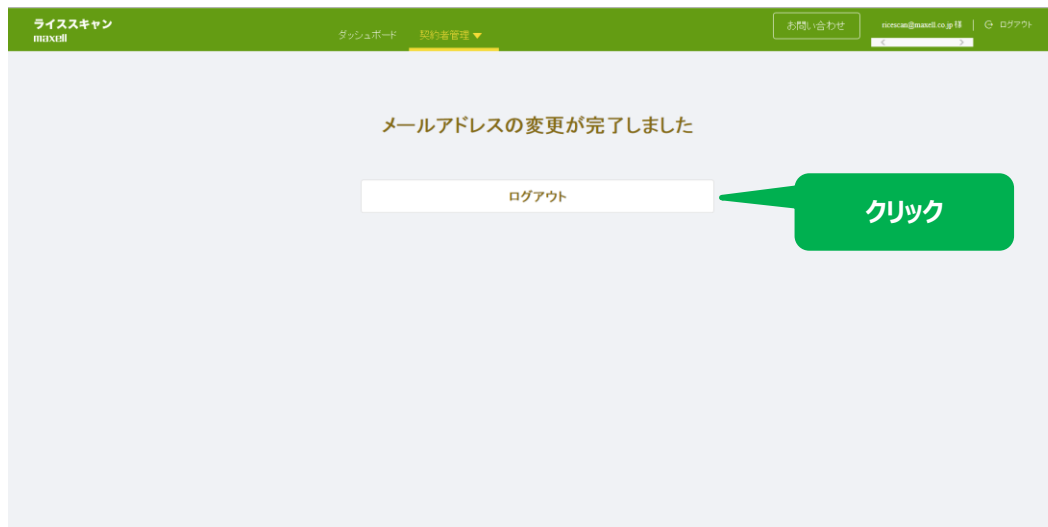 ライススキャン
maxell
ダッシュボード 契約者管理 ▼
お問い合わせ
ricescan@maxell.co.jp 様 | ログアウト
メールアドレスの変更が完了しました
ログアウト
クリック